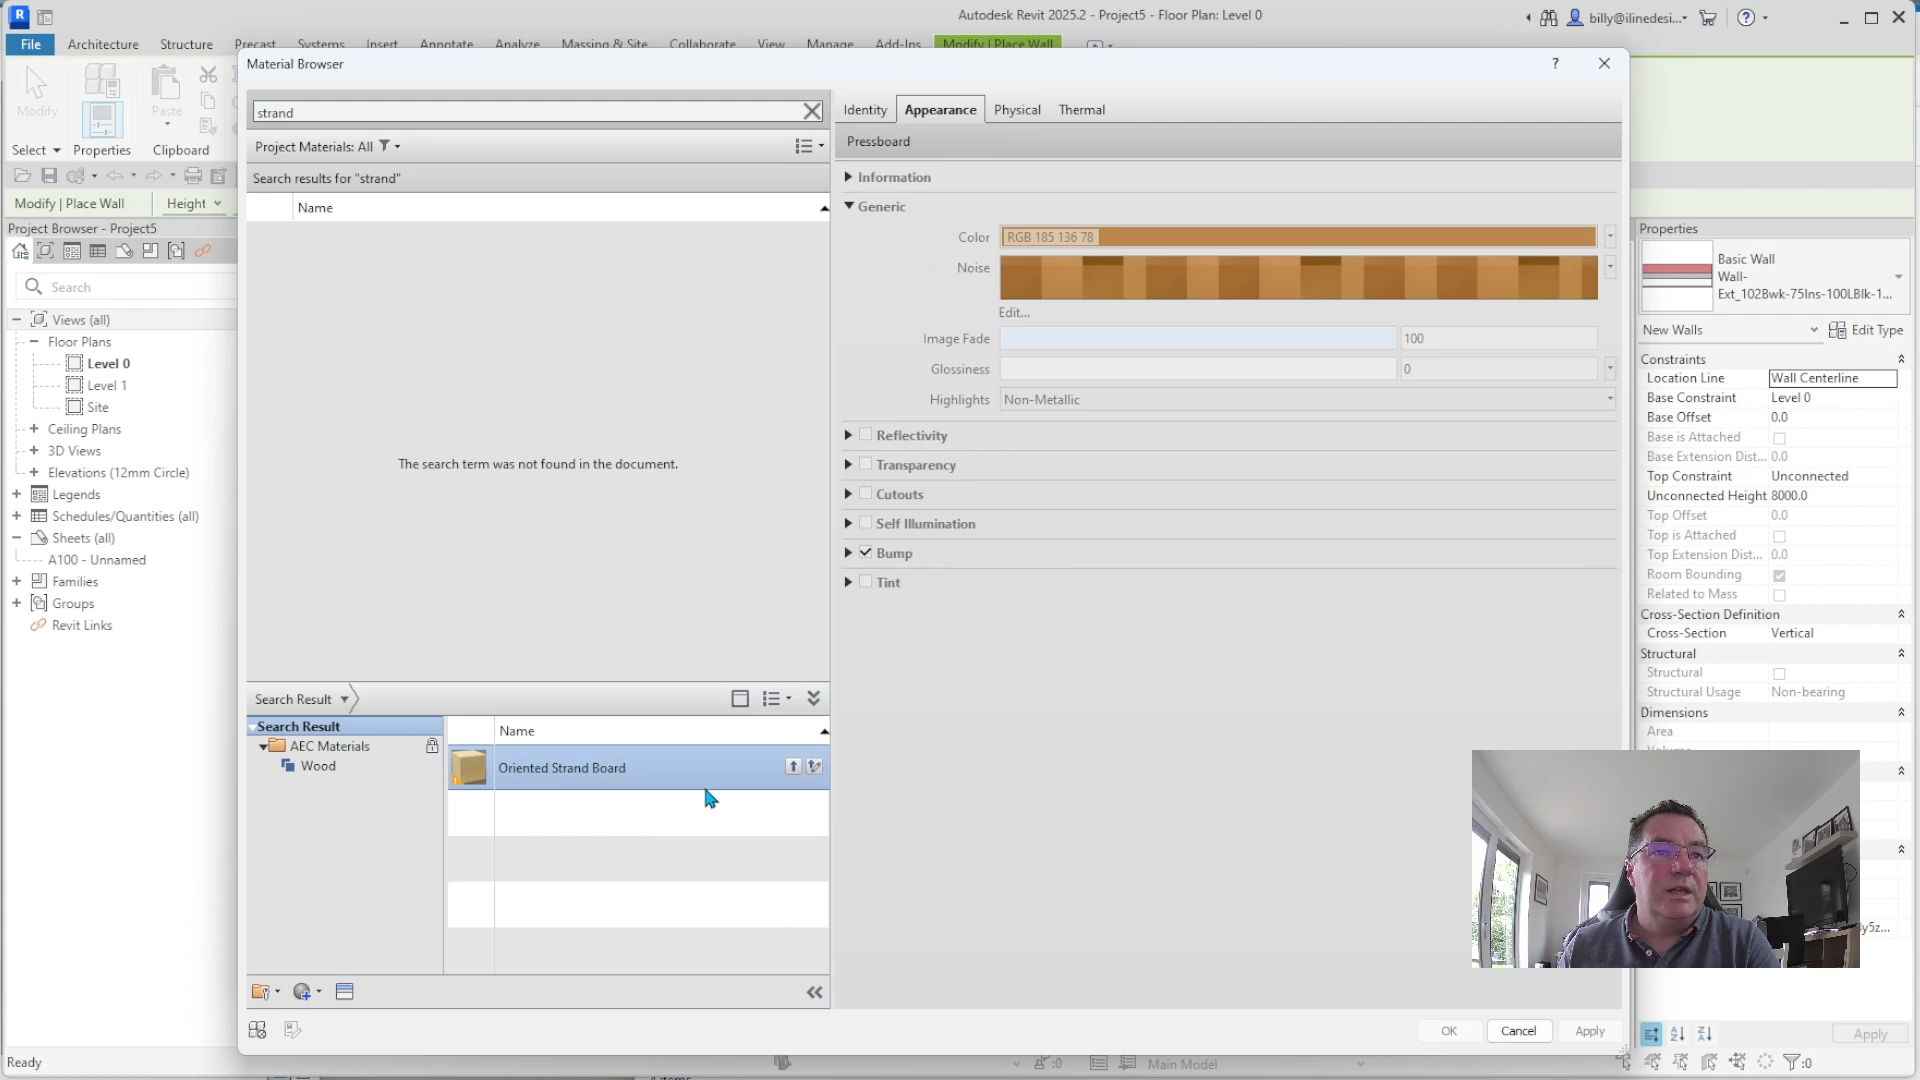 Autodesk Revit 2025.2 - Project5 - Floor Plan: Level 0
billy@ilinedesi...
File
Architecture
Structure
Precast
Systems
Insert
Annotate
Analyze
Massing & Site
Collaborate
View
Manage
Add-Ins
Modify | Place Wall
Modify
Paste
Select
Properties
Clipboard
Modify | Place Wall
Height
Project Browser - Project5
Search
Views (all)
Floor Plans
Level 0
Level 1
Site
Ceiling Plans
3D Views
Elevations (12mm Circle)
Legends
Schedules/Quantities (all)
Sheets (all)
A100 - Unnamed
Families
Groups
Revit Links
Ready
Material Browser
strand
Project Materials: All
Search results for "strand"
Name
The search term was not found in the document.
Search Result
Search Result
AEC Materials
Wood
Name
Oriented Strand Board
Identity
Appearance
Physical
Thermal
Pressboard
Information
Generic
Color
RGB 185 136 78
Noise
Edit...
Image Fade
100
Glossiness
0
Highlights
Non-Metallic
Reflectivity
Transparency
Cutouts
Self Illumination
Bump
Tint
OK
Cancel
Apply
Properties
Basic Wall
Wall-
Ext_102Bwk-75Ins-100LBlk-1...
New Walls
Edit Type
Constraints
Location Line
Wall Centerline
Base Constraint
Level 0
Base Offset
0.0
Base is Attached
Base Extension Dist...
0.0
Top Constraint
Unconnected
Unconnected Height
8000.0
Top Offset
0.0
Top is Attached
Top Extension Dist...
0.0
Room Bounding
Related to Mass
Cross-Section Definition
Cross-Section
Vertical
Structural
Structural
Structural Usage
Non-bearing
Dimensions
Area
y5z...
Apply
:0
Main Model
:0